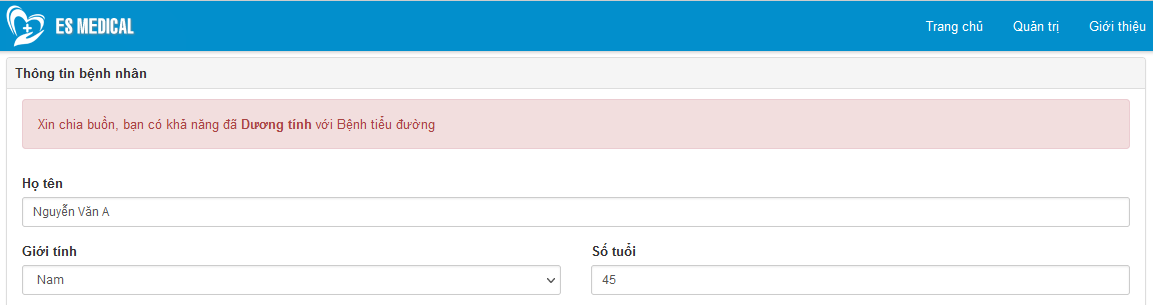 ES MEDICAL
Trang chủ Quản trị Giới thiệu
Thông tin bệnh nhân
Xin chia buồn, bạn có khả năng đã Dương tính với Bệnh tiểu đường
Họ tên
Nguyễn Văn A
Giới tính Số tuổi
Nam 45